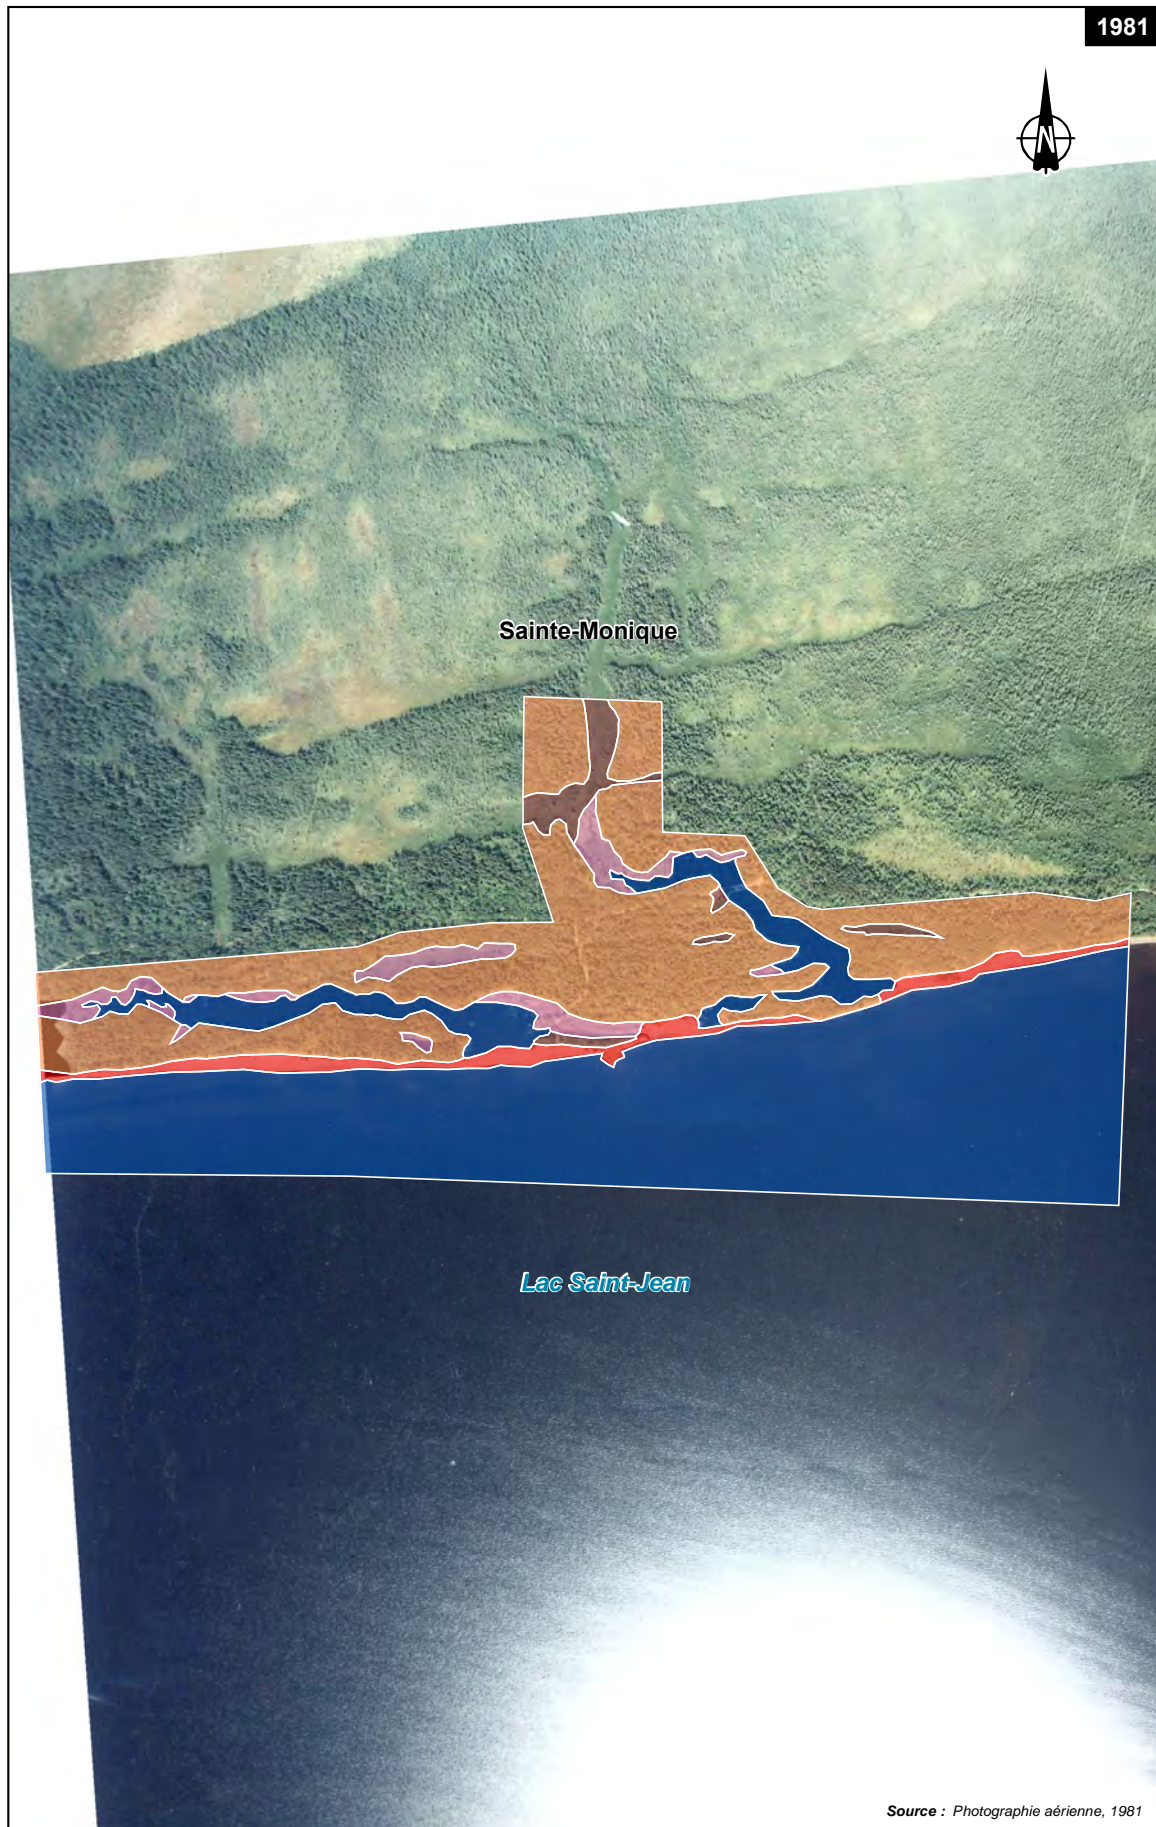 1981
N
Sainte-Monique
Lac Saint-Jean
Source : Photographie aérienne, 1981